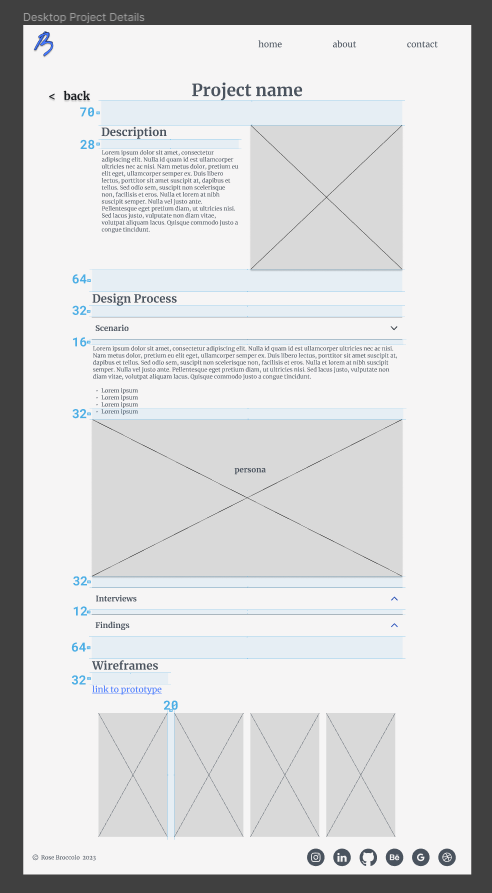 Desktop Project Details
home about contact
< back
Project name
70
Description
28
Lorem ipsum dolor sit amet, consectetur
adipiscing elit. Nulla id quam id est ullamcorper
ultricies nec ac nisi. Nam metus dolor, pretium eu
elit eget, ullamcorper semper ex. Duis libero
lectus, porttitor sit amet diam at, dapibus et
tellus. Sed odio sem, suscipit non scelerisque
non, facilisis et eros. Nulla et lorem at nibh
suscipit semper. Nulla vel justo ante.
Pellentesque eget pretium diam, ut ultricies nisi.
Sed lacus justo, vulputate non diam vitae,
volutpat aliquam lacus. Quisque commodo justo a
congue tincidunt.
64
Design Process
32
Scenario
16
Lorem ipsum dolor sit amet, consectetur adipiscing elit. Nulla id quam id est ullamcorper ultricies nec ac nisi.
Nam metus dolor, pretium eu elit eget, ullamcorper semper ex. Duis libero lectus, porttitor sit amet diam at,
dapibus et tellus. Sed odio sem, suscipit non scelerisque non, facilisis et eros. Nulla et lorem at nibh suscipit
semper. Nulla vel justo ante. Pellentesque eget pretium diam, ut ultricies nisi. Sed lacus justo, vulputate non
diam vitae, volutpat aliquam lacus. Quisque commodo justo a congue tincidunt.
- Lorem ipsum
- Lorem ipsum
- Lorem ipsum
- Lorem ipsum
32
persona
32
Interviews
12
Findings
64
Wireframes
32
link to prototype
20
© Rose Broccolo 2023
in
Bē
G